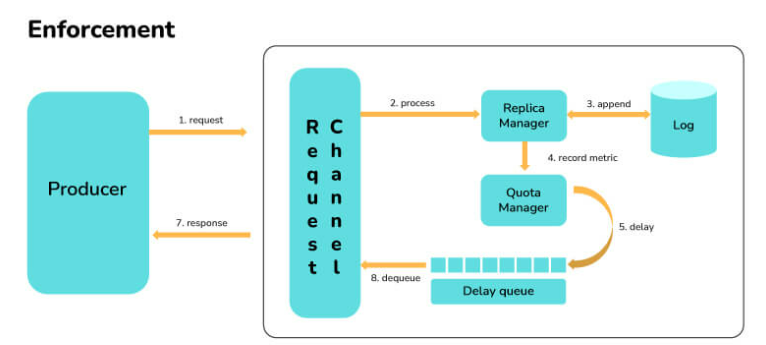 Enforcement
Producer
1. request
7. response
Request
Channel
2. process
Replica
Manager
3. append
Log
4. record metric
Quota
Manager
5. delay
8. dequeue
Delay queue